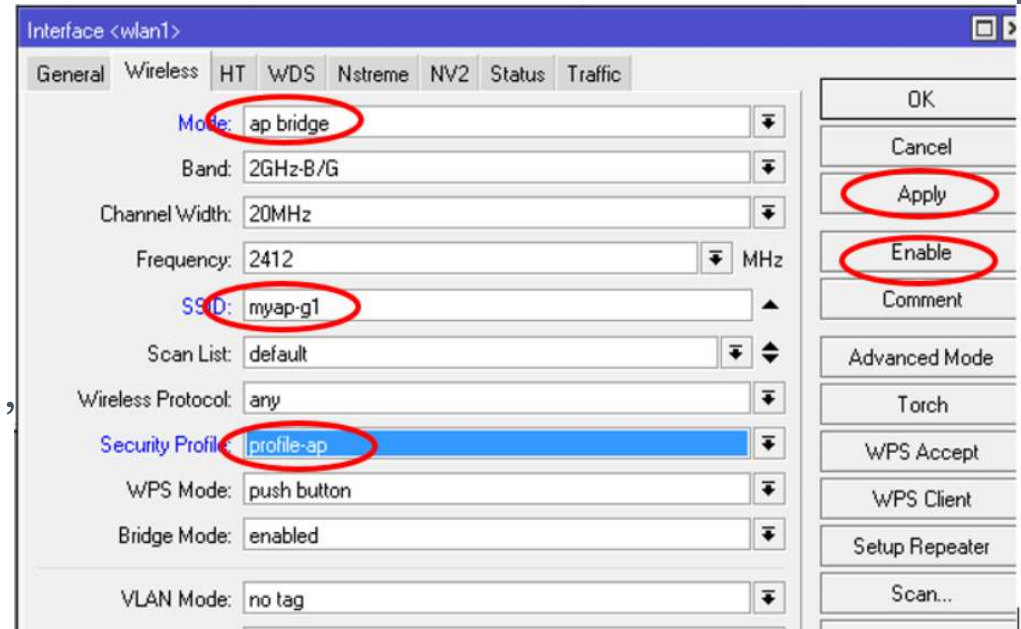 Interface <wlan1>
General Wireless HT WDS Nstreme NV2 Status Traffic
Mode: ap bridge
Band: 2GHz-B/G
Channel Width: 20MHz
Frequency: 2412 MHz
SSID: myap-g1
Scan List: default
Wireless Protocol: any
Security Profile: profile-ap
WPS Mode: push button
Bridge Mode: enabled
VLAN Mode: no tag
OK
Cancel
Apply
Enable
Comment
Advanced Mode
Torch
WPS Accept
WPS Client
Setup Repeater
Scan...
,